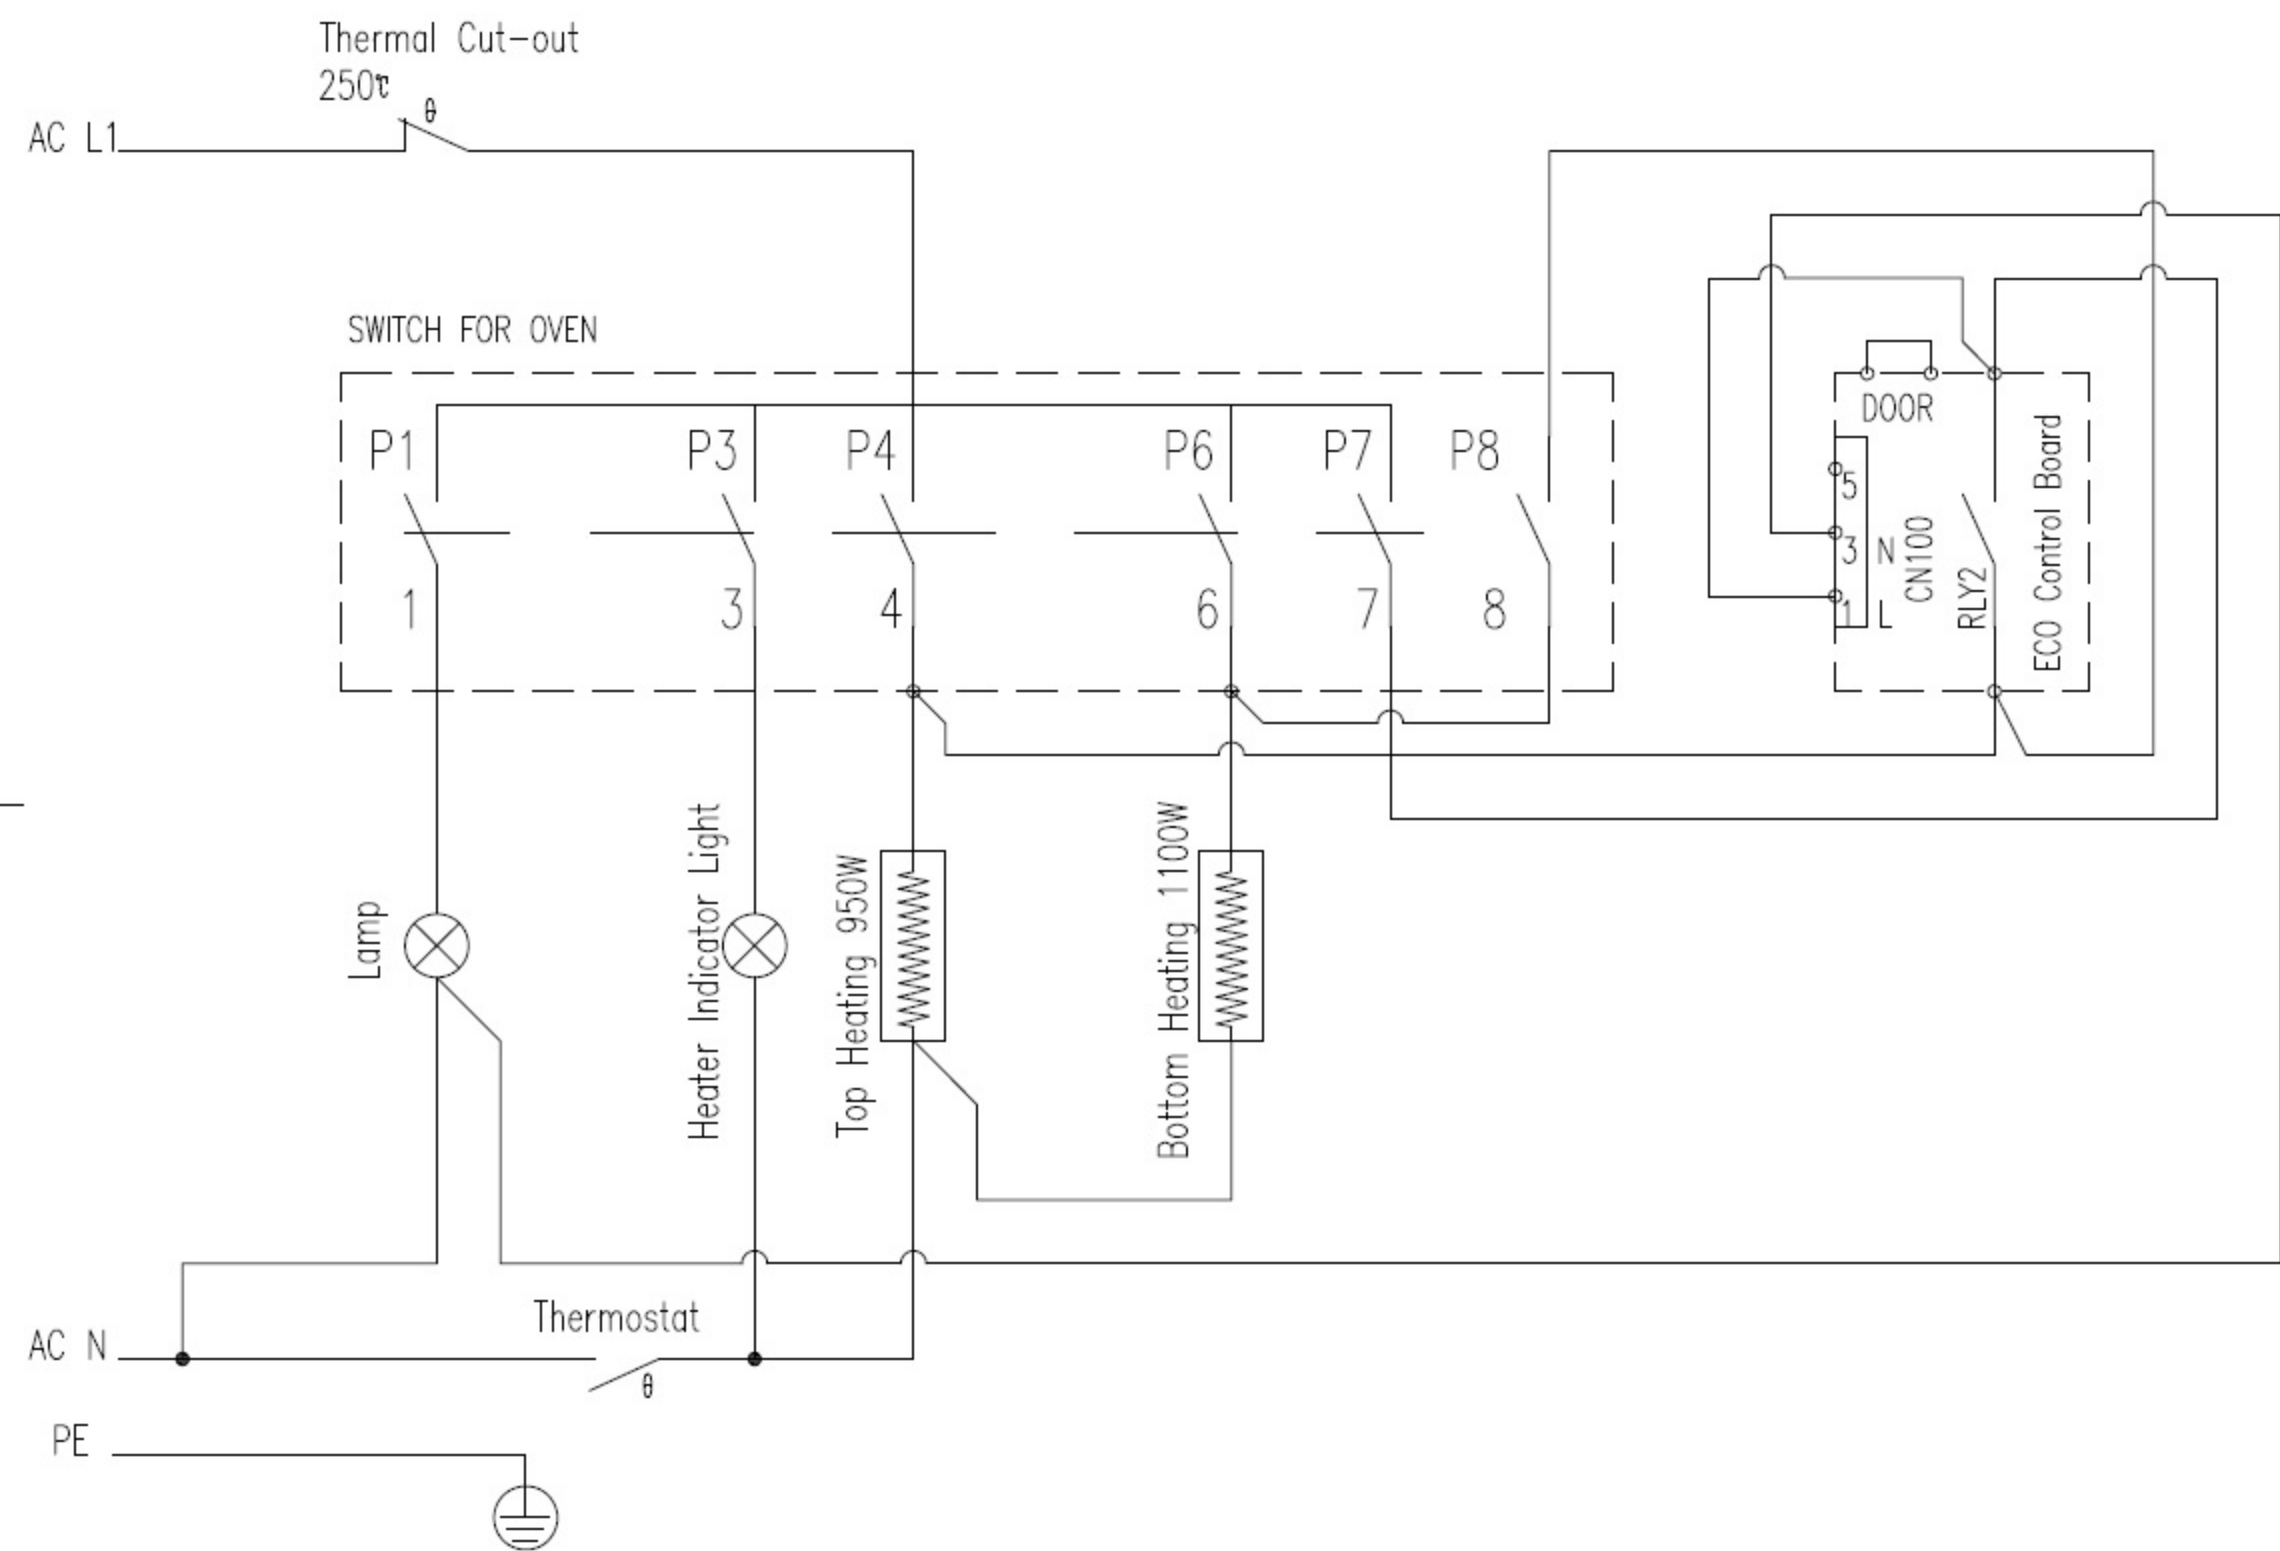 Thermal Cut-out
250℃
θ
AC L1
SWITCH FOR OVEN
P1
P3
P4
P6
P7
P8
1
3
4
6
7
8
DOOR
5
3 N
1 L
CN100
RLY2
ECO Control Board
Lamp
Heater Indicator Light
Top Heating 950W
Bottom Heating 1100W
Thermostat
θ
AC N
PE